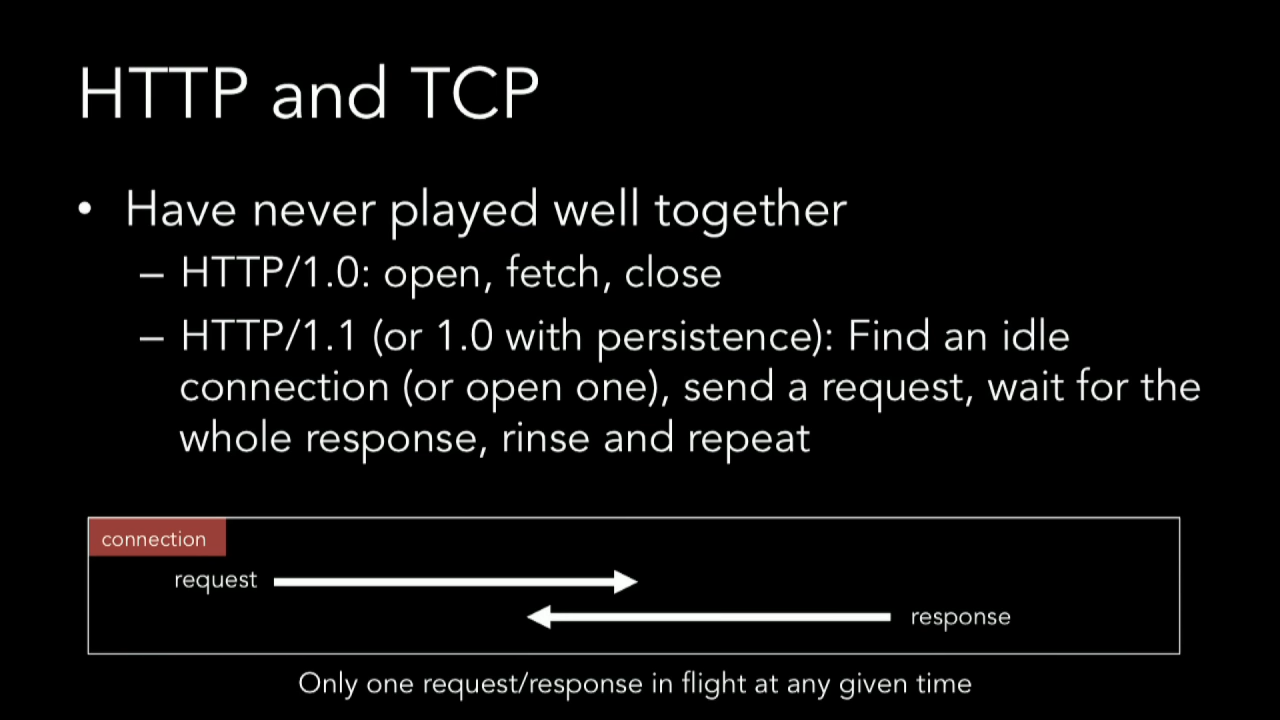 HTTP and TCP
• Have never played well together
– HTTP/1.0: open, fetch, close
– HTTP/1.1 (or 1.0 with persistence): Find an idle
connection (or open one), send a request, wait for the
whole response, rinse and repeat
connection
request
response
Only one request/response in flight at any given time